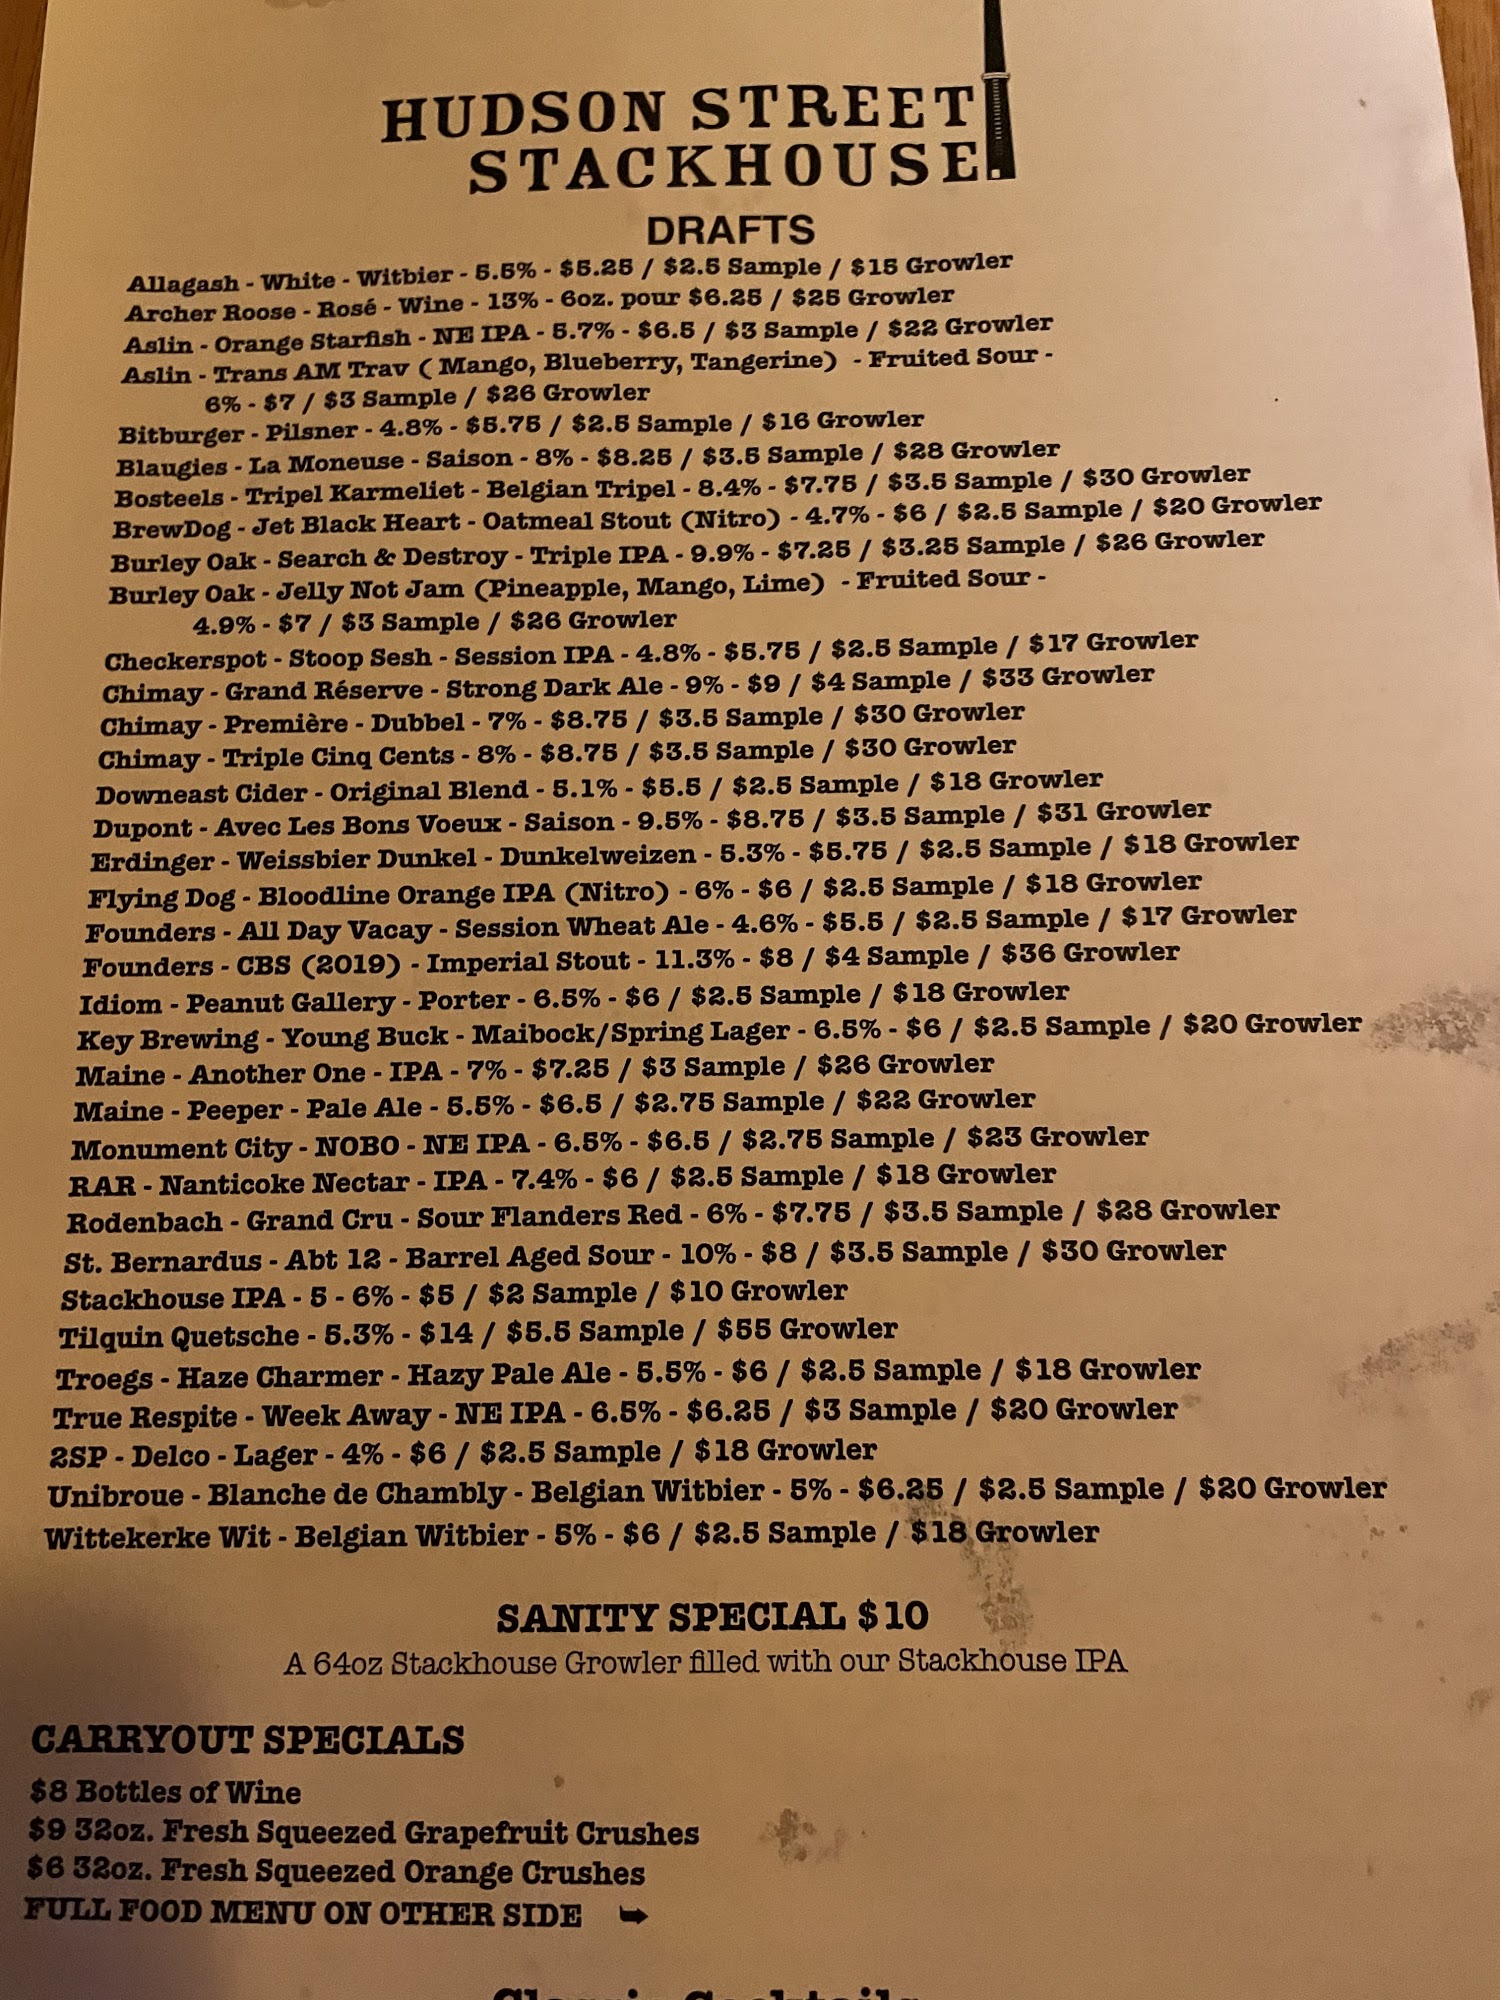 HUDSON STREET
STACKHOUSE
DRAFTS
Allagash - White - Witbier - 5.5% - $5.25 / $2.5 Sample / $15 Growler
Archer Roose - Rosé - Wine - 13% - 6oz. pour $6.25 / $25 Growler
Aslin - Orange Starfish - NE IPA - 5.7% - $6.5 / $3 Sample / $22 Growler
Aslin - Trans AM Trav ( Mango, Blueberry, Tangerine) - Fruited Sour -
6% - $7 / $3 Sample / $26 Growler
Bitburger - Pilsner - 4.8% - $5.75 / $2.5 Sample / $16 Growler
Blaugies - La Moneuse - Saison - 8% - $8.25 / $3.5 Sample / $28 Growler
Bosteels - Tripel Karmeliet - Belgian Tripel - 8.4% - $7.75 / $3.5 Sample / $30 Growler
BrewDog - Jet Black Heart - Oatmeal Stout (Nitro) - 4.7% - $6 / $2.5 Sample / $20 Growler
Burley Oak - Search & Destroy - Triple IPA - 9.9% - $7.25 / $3.25 Sample / $26 Growler
Burley Oak - Jelly Not Jam (Pineapple, Mango, Lime) - Fruited Sour -
4.9% - $7 / $3 Sample / $26 Growler
Checkerspot - Stoop Sesh - Session IPA - 4.8% - $5.75 / $2.5 Sample / $17 Growler
Chimay - Grand Réserve - Strong Dark Ale - 9% - $9 / $4 Sample / $33 Growler
Chimay - Première - Dubbel - 7% - $8.75 / $3.5 Sample / $30 Growler
Chimay - Triple Cinq Cents - 8% - $8.75 / $3.5 Sample / $30 Growler
Downeast Cider - Original Blend - 5.1% - $5.5 / $2.5 Sample / $18 Growler
Dupont - Avec Les Bons Voeux - Saison - 9.5% - $8.75 / $3.5 Sample / $31 Growler
Erdinger - Weissbier Dunkel - Dunkelweizen - 5.3% - $5.75 / $2.5 Sample / $18 Growler
Flying Dog - Bloodline Orange IPA (Nitro) - 6% - $6 / $2.5 Sample / $18 Growler
Founders - All Day Vacay - Session Wheat Ale - 4.6% - $5.5 / $2.5 Sample / $17 Growler
Founders - CBS (2019) - Imperial Stout - 11.3% - $8 / $4 Sample / $36 Growler
Idiom - Peanut Gallery - Porter - 6.5% - $6 / $2.5 Sample / $18 Growler
Key Brewing - Young Buck - Maibock/Spring Lager - 6.5% - $6 / $2.5 Sample / $20 Growler
Maine - Another One - IPA - 7% - $7.25 / $3 Sample / $26 Growler
Maine - Peeper - Pale Ale - 5.5% - $6.5 / $2.75 Sample / $22 Growler
Monument City - NOBO - NE IPA - 6.5% - $6.5 / $2.75 Sample / $23 Growler
RAR - Nanticoke Nectar - IPA - 7.4% - $6 / $2.5 Sample / $18 Growler
Rodenbach - Grand Cru - Sour Flanders Red - 6% - $7.75 / $3.5 Sample / $28 Growler
St. Bernardus - Abt 12 - Barrel Aged Sour - 10% - $8 / $3.5 Sample / $30 Growler
Stackhouse IPA - 5 - 6% - $5 / $2 Sample / $10 Growler
Tilquin Quetsche - 5.3% - $14 / $5.5 Sample / $55 Growler
Troegs - Haze Charmer - Hazy Pale Ale - 5.5% - $6 / $2.5 Sample / $18 Growler
True Respite - Week Away - NE IPA - 6.5% - $6.25 / $3 Sample / $20 Growler
2SP - Delco - Lager - 4% - $6 / $2.5 Sample / $18 Growler
Unibroue - Blanche de Chambly - Belgian Witbier - 5% - $6.25 / $2.5 Sample / $20 Growler
Wittekerke Wit - Belgian Witbier - 5% - $6 / $2.5 Sample / $18 Growler
SANITY SPECIAL $10
A 64oz Stackhouse Growler filled with our Stackhouse IPA
CARRYOUT SPECIALS
$8 Bottles of Wine
$9 32oz. Fresh Squeezed Grapefruit Crushes
$6 32oz. Fresh Squeezed Orange Crushes
FULL FOOD MENU ON OTHER SIDE